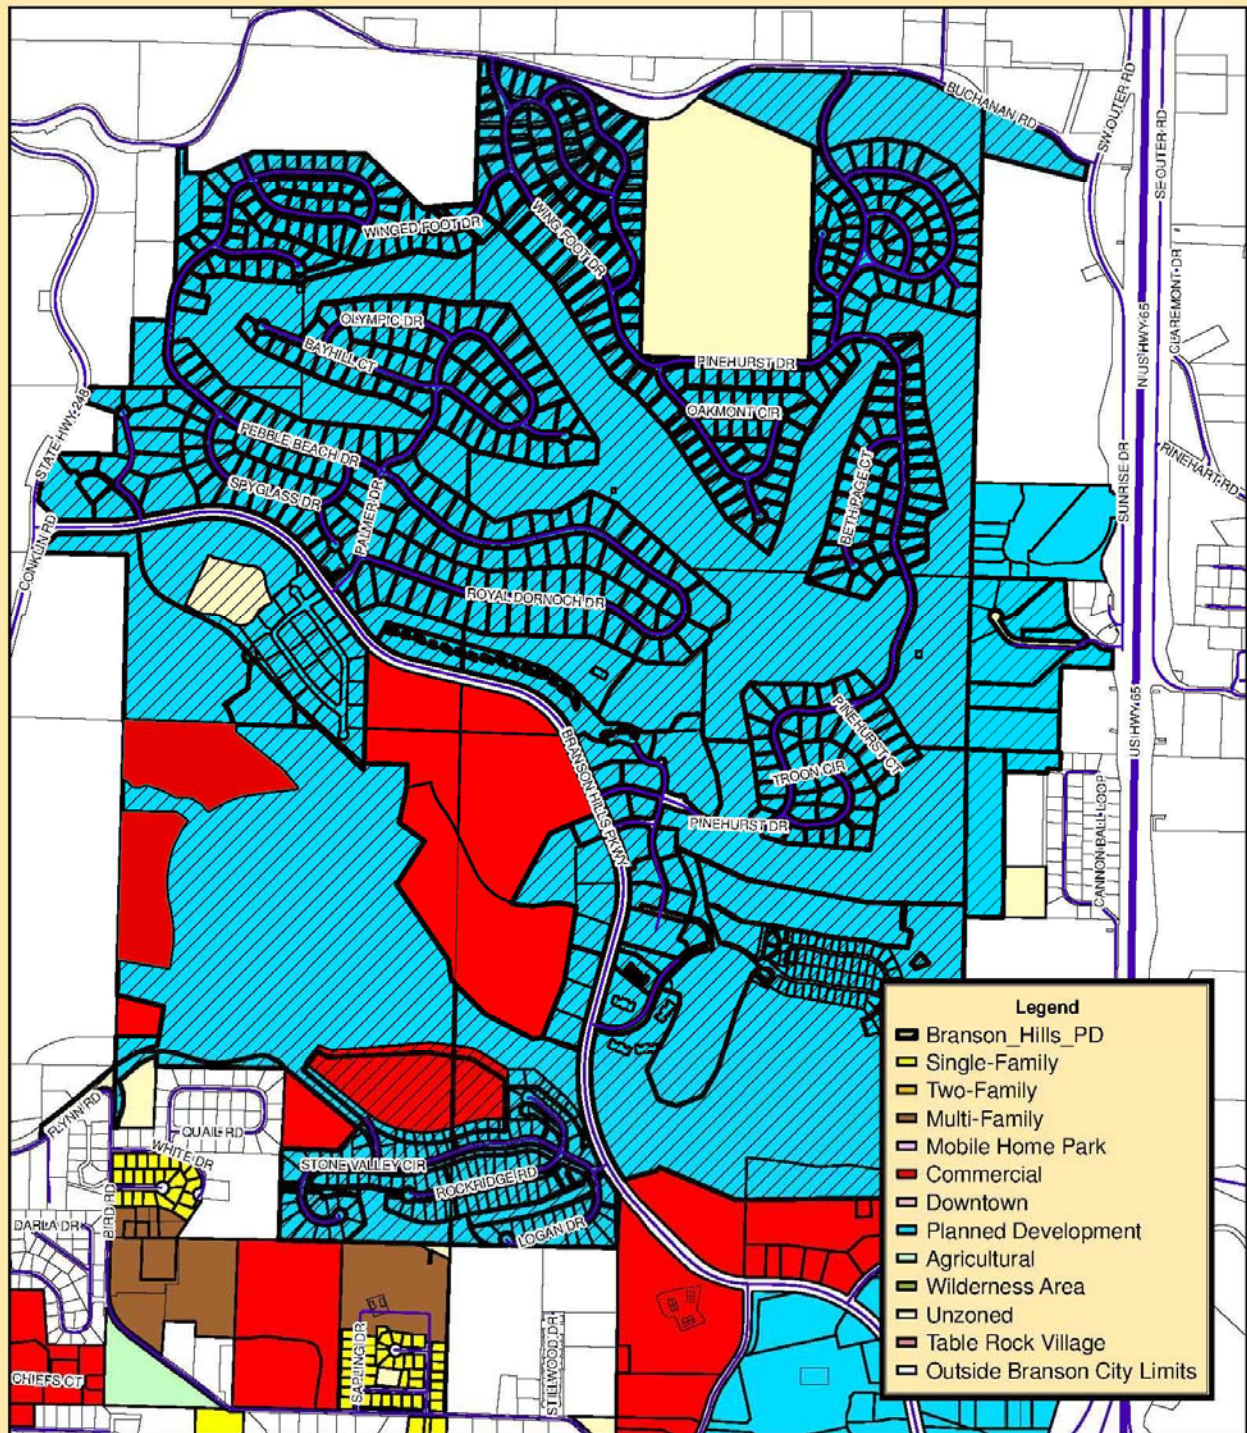 BUCHANAN RD
SW OUTER RD
SE OUTER RD
WINGED FOOT DR
WING FOOT DR
CLAREMONT DR
N US HWY 65
OLYMPIC DR
BAYHILL CT
PINEHURST DR
OAKMONT CIR
STATE HWY 248
PEBBLE BEACH DR
SPYGLASS DR
PALMER DR
BETHPAGE CT
SUNRISE DR
RINEHART RD
CONKLIN RD
ROYAL DORNOCH DR
PINEHURST CT
US HWY 65
BRANSON HILLS PKWY
TROON CIR
PINEHURST DR
CANNON BALL LOOP
FLYNN RD
QUAIL RD
WHITE DR
STONE VALLEY CIR
ROCKRIDGE RD
BIRD RD
DARLA DR
LOGAN DR
SAPLING DR
STILLWOOD DR
CHIEFS CT
Legend
Branson_Hills_PD
Single-Family
Two-Family
Multi-Family
Mobile Home Park
Commercial
Downtown
Planned Development
Agricultural
Wilderness Area
Unzoned
Table Rock Village
Outside Branson City Limits